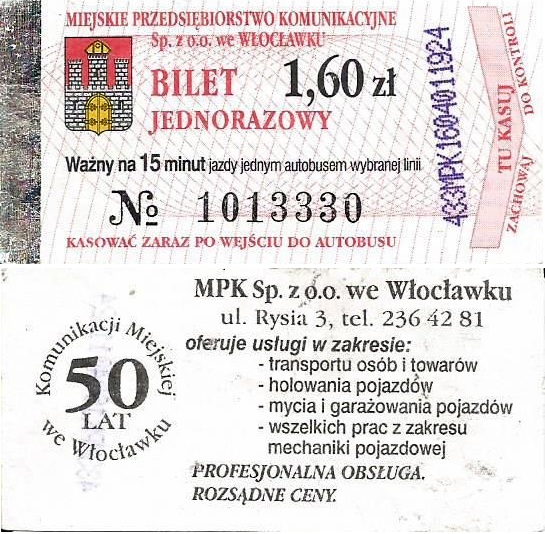 MIEJSKIE PRZEDSIĘBIORSTWO KOMUNIKACYJNE
Sp. z o.o. we WŁOCŁAWKU
BILET 1,60 zł
JEDNORAZOWY
Ważny na 15 minut jazdy jednym autobusem wybranej linii
№ 1013330
KASOWAĆ ZARAZ PO WEJŚCIU DO AUTOBUSU
433MPK1604011924
TU KASUJ
ZACHOWAJ DO KONTROLI
MPK Sp. z o.o. we Włocławku
ul. Rysia 3, tel. 236 42 81
oferuje usługi w zakresie:
- transportu osób i towarów
- holowania pojazdów
- mycia i garażowania pojazdów
- wszelkich prac z zakresu
mechaniki pojazdowej
PROFESJONALNA OBSŁUGA.
ROZSĄDNE CENY.
Komunikacji Miejskiej
50
LAT
we Włocławku